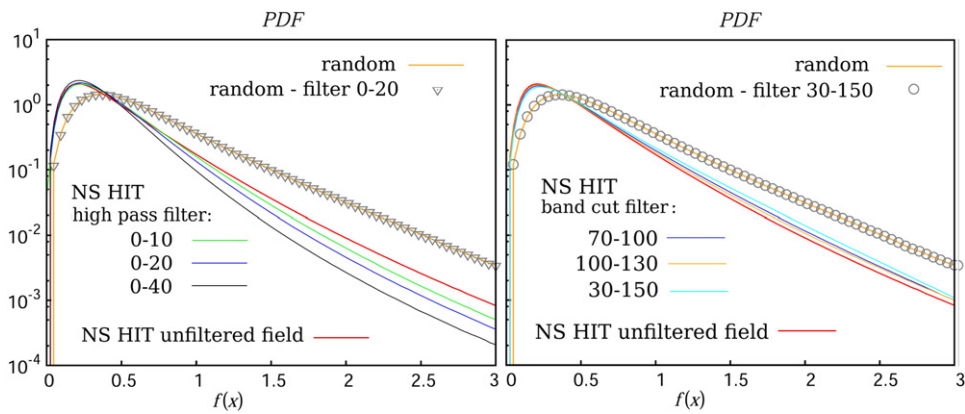 PDF
10^1
10^0
10^-1
10^-2
10^-3
10^-4
random
random - filter 0-20
NS HIT
high pass filter:
0-10
0-20
0-40
NS HIT unfiltered field
0
0.5
1
1.5
2
2.5
3
f(x)
PDF
random
random - filter 30-150
NS HIT
band cut filter:
70-100
100-130
30-150
NS HIT unfiltered field
0
0.5
1
1.5
2
2.5
3
f(x)